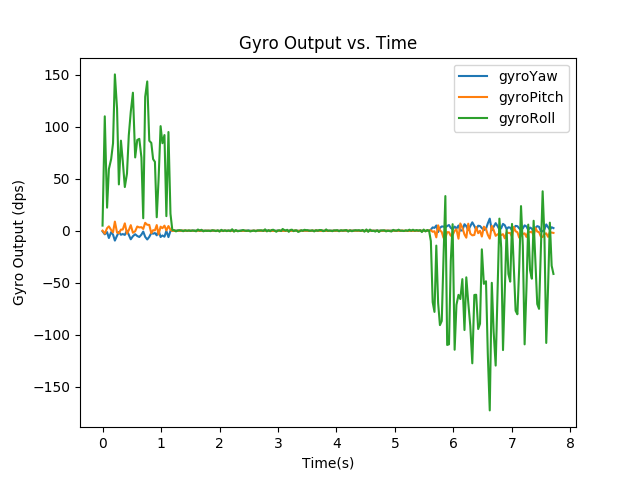 Gyro Output vs. Time
gyroYaw
gyroPitch
gyroRoll
Gyro Output (dps)
150
100
50
0
−50
−100
−150
0 1 2 3 4 5 6 7 8
Time(s)